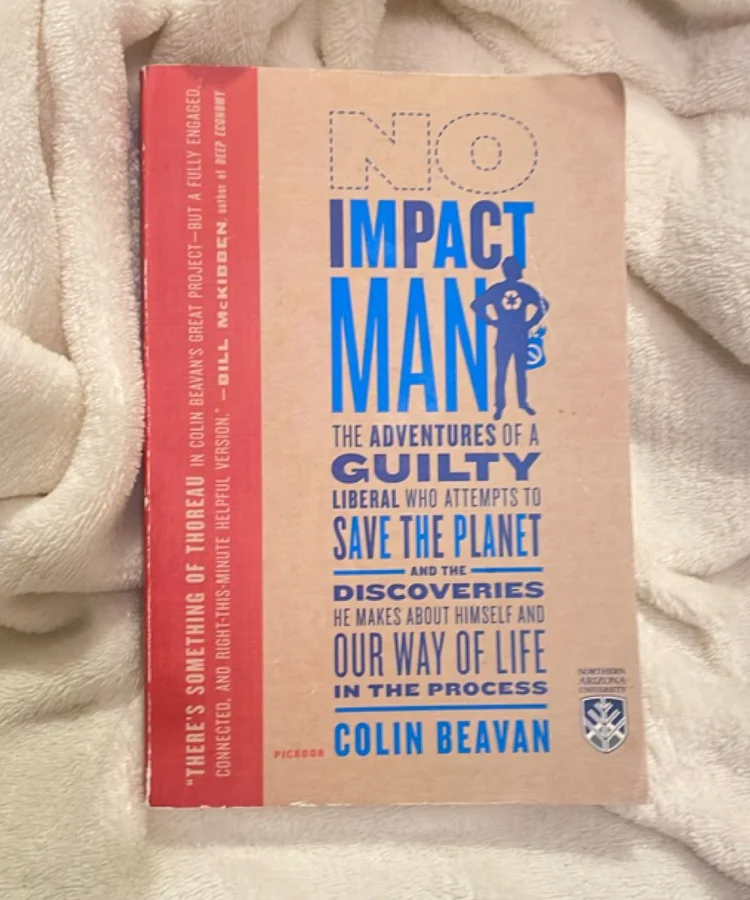 "THERE'S SOMETHING OF THOREAU IN COLIN BEAVAN'S GREAT PROJECT—BUT A FULLY ENGAGED,
CONNECTED, AND RIGHT-THIS-MINUTE HELPFUL VERSION." —BILL McKIBBEN, author of DEEP ECONOMY
NO
IMPACT
MAN
THE ADVENTURES OF A
GUILTY
LIBERAL WHO ATTEMPTS TO
SAVE THE PLANET
AND THE
DISCOVERIES
HE MAKES ABOUT HIMSELF AND
OUR WAY OF LIFE
IN THE PROCESS
COLIN BEAVAN
PICADOR
NORTHERN
ARIZONA
UNIVERSITY